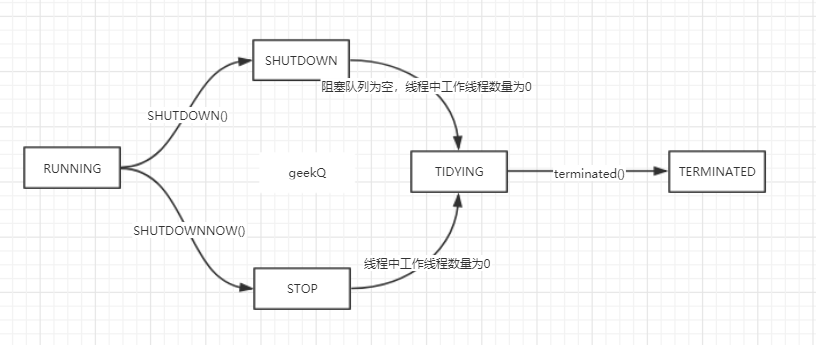 SHUTDOWN
阻塞队列为空，线程中工作线程数量为0
SHUTDOWN()
RUNNING
geekQ
TIDYING
terminated()
TERMINATED
SHUTDOWNNOW()
线程中工作线程数量为0
STOP